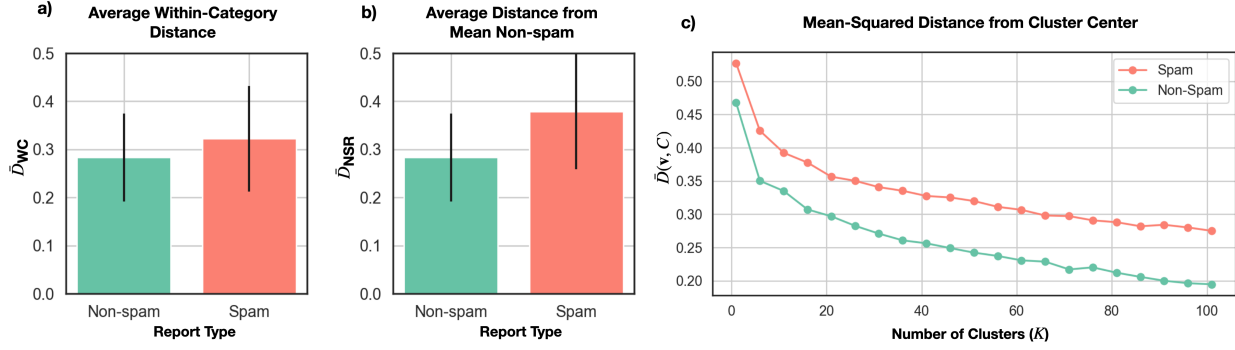 a)
Average Within-Category
Distance
0.5
0.4
0.3
0.2
0.1
0.0
D̄WC
Non-spam
Spam
Report Type
b)
Average Distance from
Mean Non-spam
0.5
0.4
0.3
0.2
0.1
0.0
D̄NSR
Non-spam
Spam
Report Type
c)
Mean-Squared Distance from Cluster Center
Spam
Non-Spam
0.50
0.45
0.40
0.35
0.30
0.25
0.20
D̄(v, C)
0
20
40
60
80
100
Number of Clusters (K)